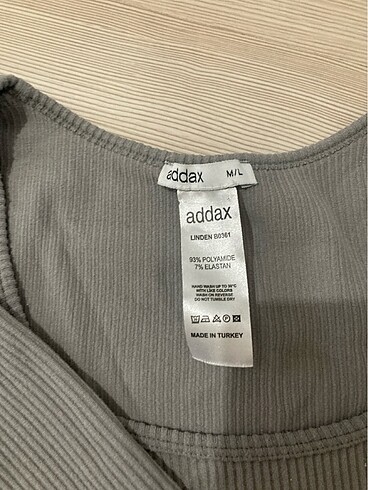 addax M/L
addax
LINDEN B0361
93% POLYAMIDE
7% ELASTAN
HAND WASH UP TO 30°C
WITH LIKE COLORS
WASH ON REVERSE
DO NOT TUMBLE DRY
MADE IN TURKEY